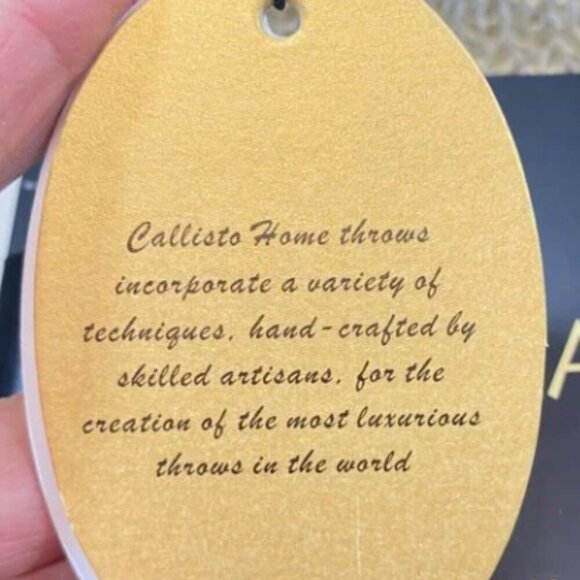 Callisto Home throws
incorporate a variety of
techniques, hand-crafted by
skilled artisans, for the
creation of the most luxurious
throws in the world
A